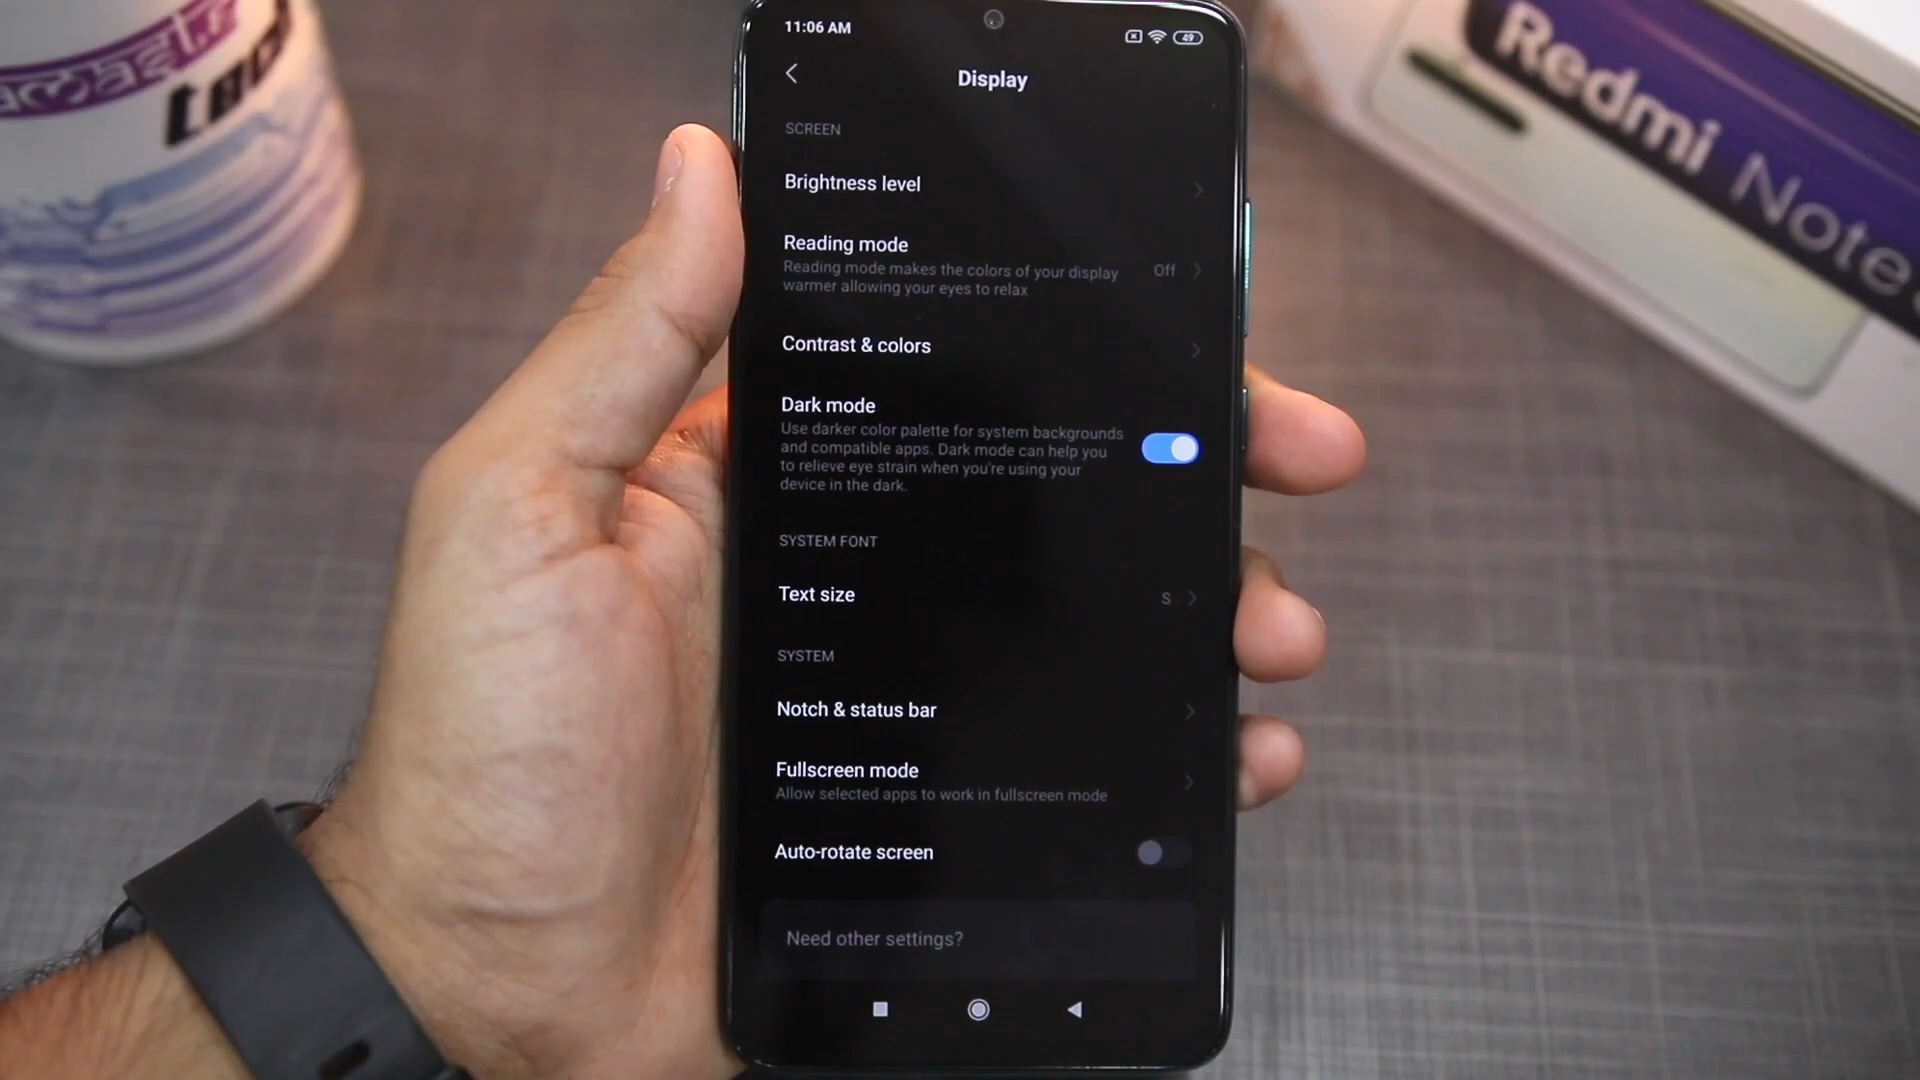 11:06 AM
49
Display
SCREEN
Brightness level
Reading mode
Reading mode makes the colors of your display
warmer allowing your eyes to relax
Off
Contrast & colors
Dark mode
Use darker color palette for system backgrounds
and compatible apps. Dark mode can help you
to relieve eye strain when you're using your
device in the dark.
SYSTEM FONT
Text size
S
SYSTEM
Notch & status bar
Fullscreen mode
Allow selected apps to work in fullscreen mode
Auto-rotate screen
Need other settings?
Redmi Note